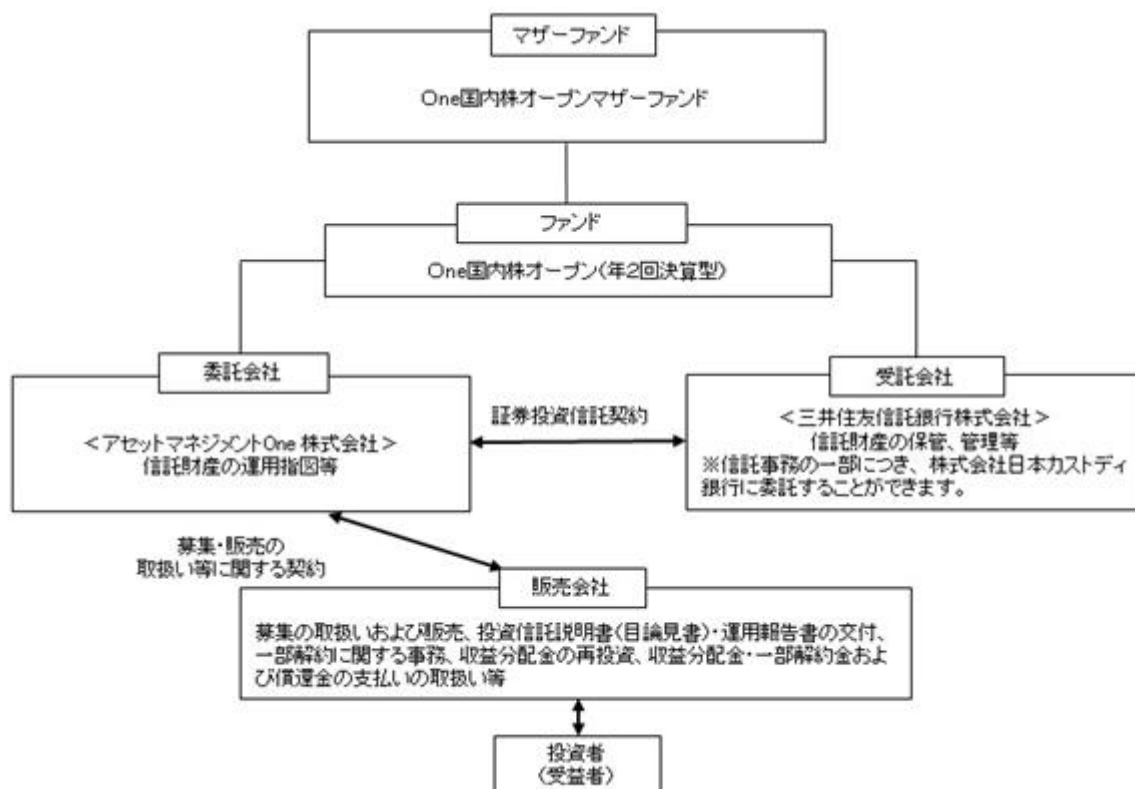 マザーファンド
One国内株オープンマザーファンド
ファンド
One国内株オープン(年2回決算型)
委託会社
<アセットマネジメントOne 株式会社>
信託財産の運用指図等
証券投資信託契約
受託会社
<三井住友信託銀行株式会社>
信託財産の保管、管理等
※信託事務の一部につき、株式会社日本カストディ
銀行に委託することができます。
募集・販売の
取扱い等に関する契約
販売会社
募集の取扱いおよび販売、投資信託説明書(目論見書)・運用報告書の交付、
一部解約に関する事務、収益分配金の再投資、収益分配金・一部解約金およ
び償還金の支払いの取扱い等
投資者
(受益者)